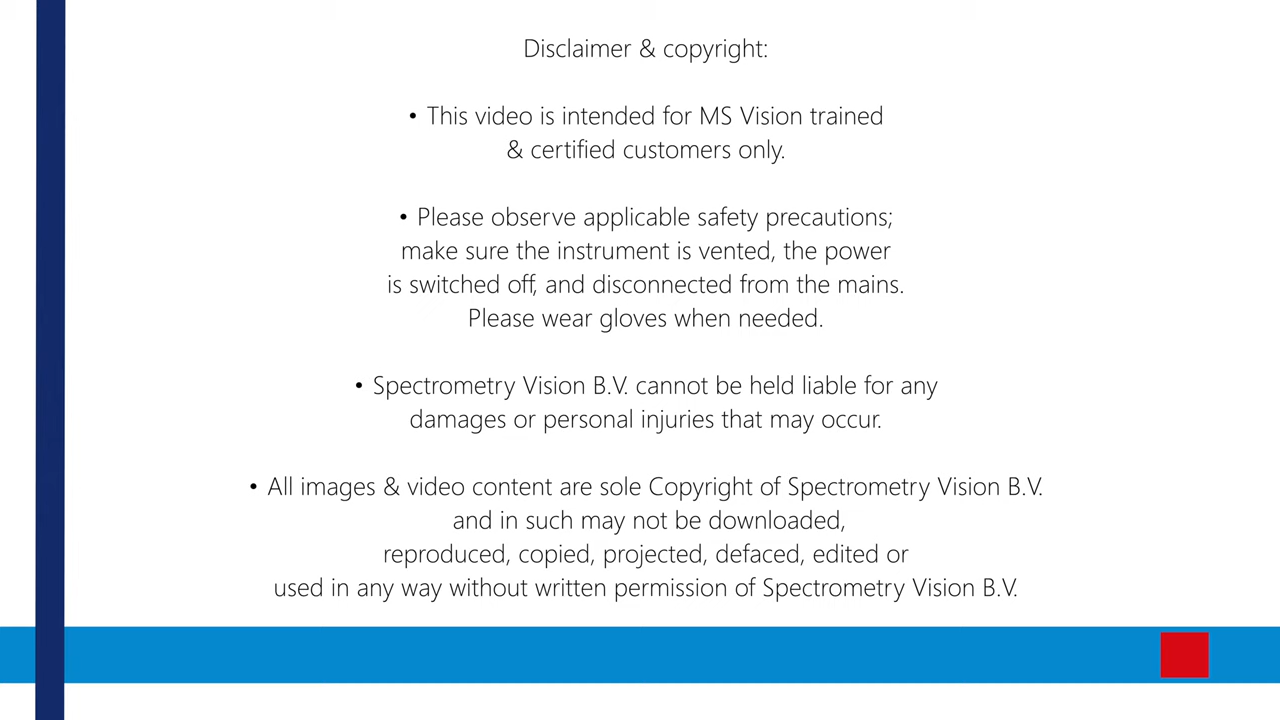 Disclaimer & copyright:
• This video is intended for MS Vision trained
& certified customers only.
• Please observe applicable safety precautions;
make sure the instrument is vented, the power
is switched off, and disconnected from the mains.
Please wear gloves when needed.
• Spectrometry Vision B.V. cannot be held liable for any
damages or personal injuries that may occur.
• All images & video content are sole Copyright of Spectrometry Vision B.V.
and in such may not be downloaded,
reproduced, copied, projected, defaced, edited or
used in any way without written permission of Spectrometry Vision B.V.